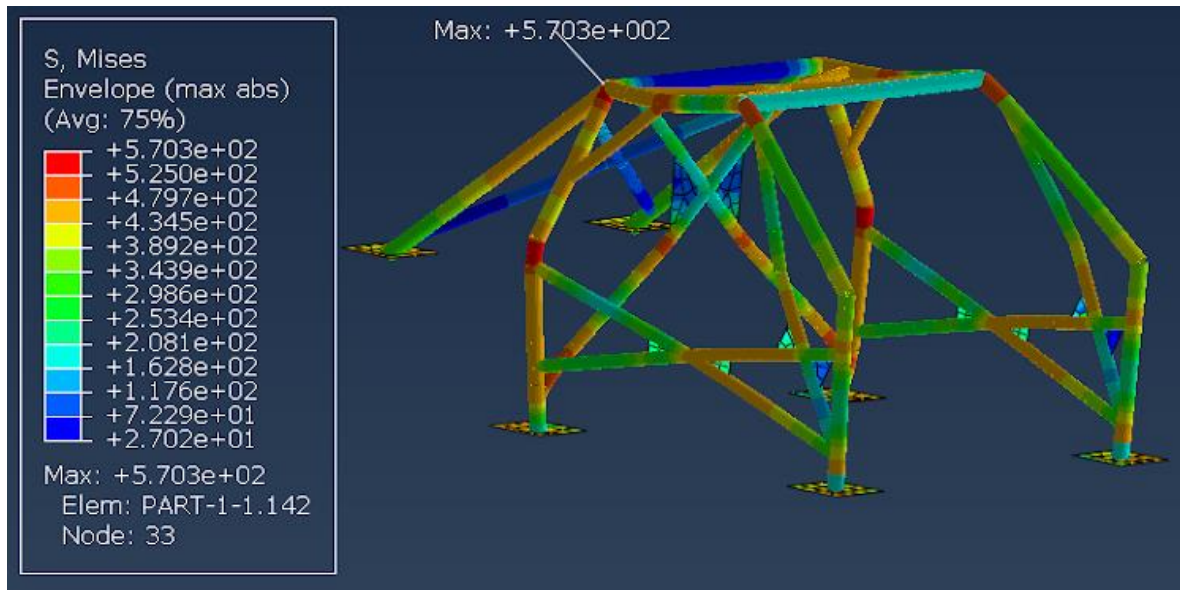 Max: +5.703e+002
S, Mises
Envelope (max abs)
(Avg: 75%)
+5.703e+02
+5.250e+02
+4.797e+02
+4.345e+02
+3.892e+02
+3.439e+02
+2.986e+02
+2.534e+02
+2.081e+02
+1.628e+02
+1.176e+02
+7.229e+01
+2.702e+01
Max: +5.703e+02
Elem: PART-1-1.142
Node: 33